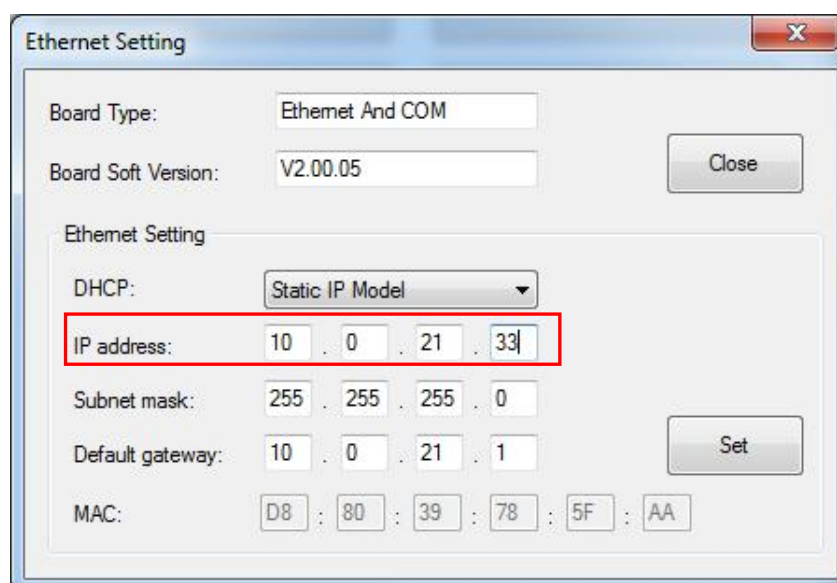 Ethernet Setting
Board Type: Ethernet And COM
Board Soft Version: V2.00.05
Close
Ethernet Setting
DHCP: Static IP Model
IP address: 10 . 0 . 21 . 33
Subnet mask: 255 . 255 . 255 . 0
Default gateway: 10 . 0 . 21 . 1
Set
MAC: D8 : 80 : 39 : 78 : 5F : AA